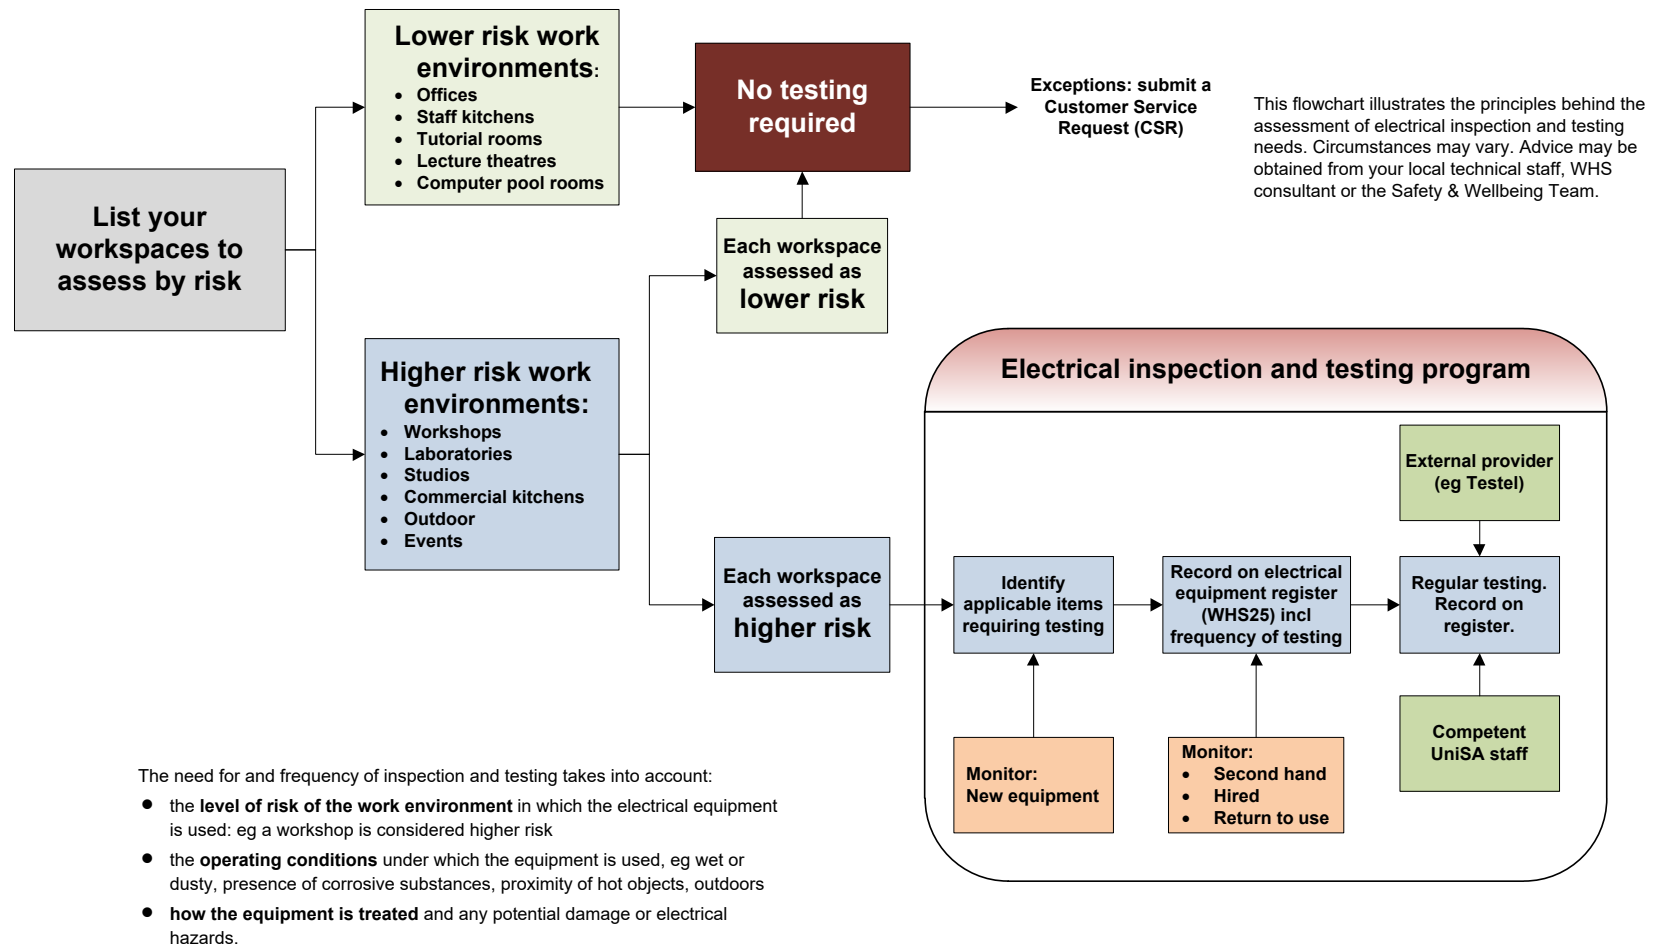 Lower risk work
environments:
• Offices
• Staff kitchens
• Tutorial rooms
• Lecture theatres
• Computer pool rooms
No testing
required
Exceptions: submit a
Customer Service
Request (CSR)
This flowchart illustrates the principles behind the
assessment of electrical inspection and testing
needs. Circumstances may vary. Advice may be
obtained from your local technical staff, WHS
consultant or the Safety & Wellbeing Team.
List your
workspaces to
assess by risk
Each workspace
assessed as
lower risk
Higher risk work
environments:
• Workshops
• Laboratories
• Studios
• Commercial kitchens
• Outdoor
• Events
Each workspace
assessed as
higher risk
Electrical inspection and testing program
External provider
(eg Testel)
Identify
applicable items
requiring testing
Record on electrical
equipment register
(WHS25) incl
frequency of testing
Regular testing.
Record on
register.
Monitor:
New equipment
Monitor:
• Second hand
• Hired
• Return to use
Competent
UniSA staff
The need for and frequency of inspection and testing takes into account:
• the level of risk of the work environment in which the electrical equipment
is used: eg a workshop is considered higher risk
• the operating conditions under which the equipment is used, eg wet or
dusty, presence of corrosive substances, proximity of hot objects, outdoors
• how the equipment is treated and any potential damage or electrical
hazards.